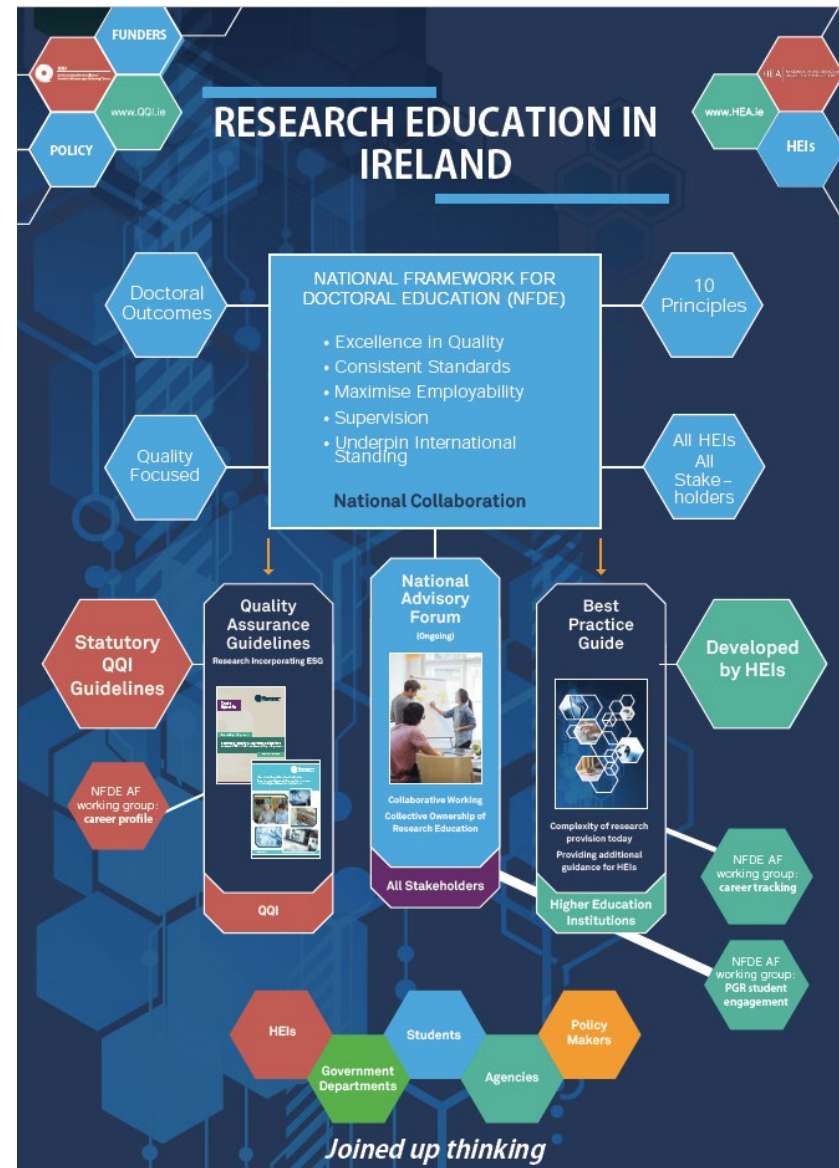 FUNDERS
QQI
www.QQI.ie
POLICY
HEA
www.HEA.ie
HEIs
RESEARCH EDUCATION IN
IRELAND
Doctoral
Outcomes
NATIONAL FRAMEWORK FOR
DOCTORAL EDUCATION (NFDE)
• Excellence in Quality
• Consistent Standards
• Maximise Employability
• Supervision
• Underpin International
Standing
National Collaboration
10
Principles
Quality
Focused
All HEIs
All
Stake-
holders
Statutory
QQI
Guidelines
Quality
Assurance
Guidelines
Research Incorporating ESG
QQI
NFDE AF
working group:
career profile
National
Advisory
Forum
(Ongoing)
Collaborative Working
Collective Ownership of
Research Education
All Stakeholders
Best
Practice
Guide
Complexity of research
provision today
Providing additional
guidance for HEIs
Higher Education
Institutions
Developed
by HEIs
NFDE AF
working group:
career tracking
NFDE AF
working group:
PGR student
engagement
HEIs
Government
Departments
Students
Agencies
Policy
Makers
Joined up thinking